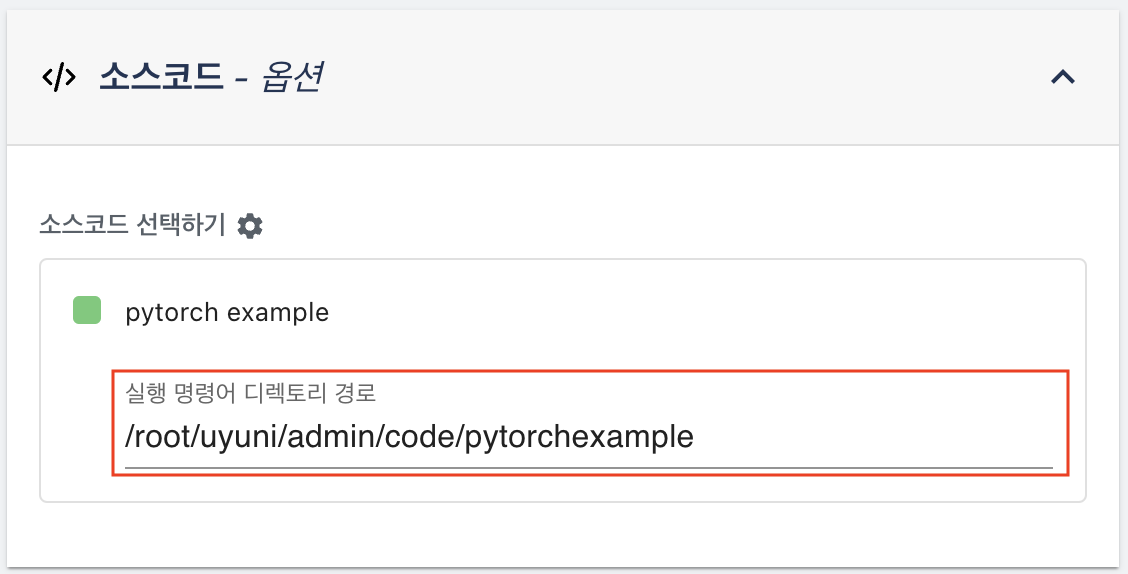 </> 소스코드 - 옵션
소스코드 선택하기
pytorch example
실행 명령어 디렉토리 경로
/root/uyuni/admin/code/pytorchexample